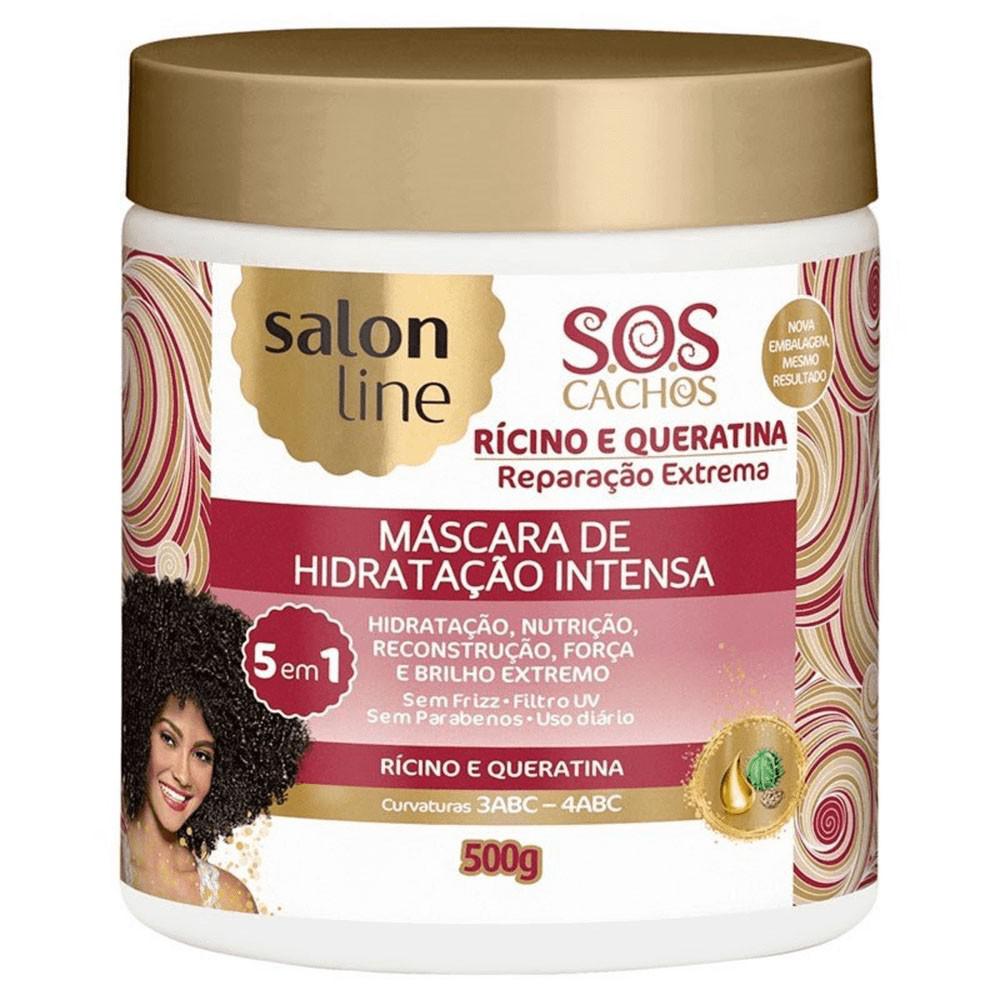 salon
line
S.O.S
CACHOS
NOVA
EMBALAGEM,
MESMO
RESULTADO
RÍCINO E QUERATINA
Reparação Extrema
MÁSCARA DE
HIDRATAÇÃO INTENSA
5 em 1
HIDRATAÇÃO, NUTRIÇÃO,
RECONSTRUÇÃO, FORÇA
E BRILHO EXTREMO
Sem Frizz • Filtro UV
Sem Parabenos • Uso diário
RÍCINO E QUERATINA
Curvaturas 3ABC – 4ABC
500g